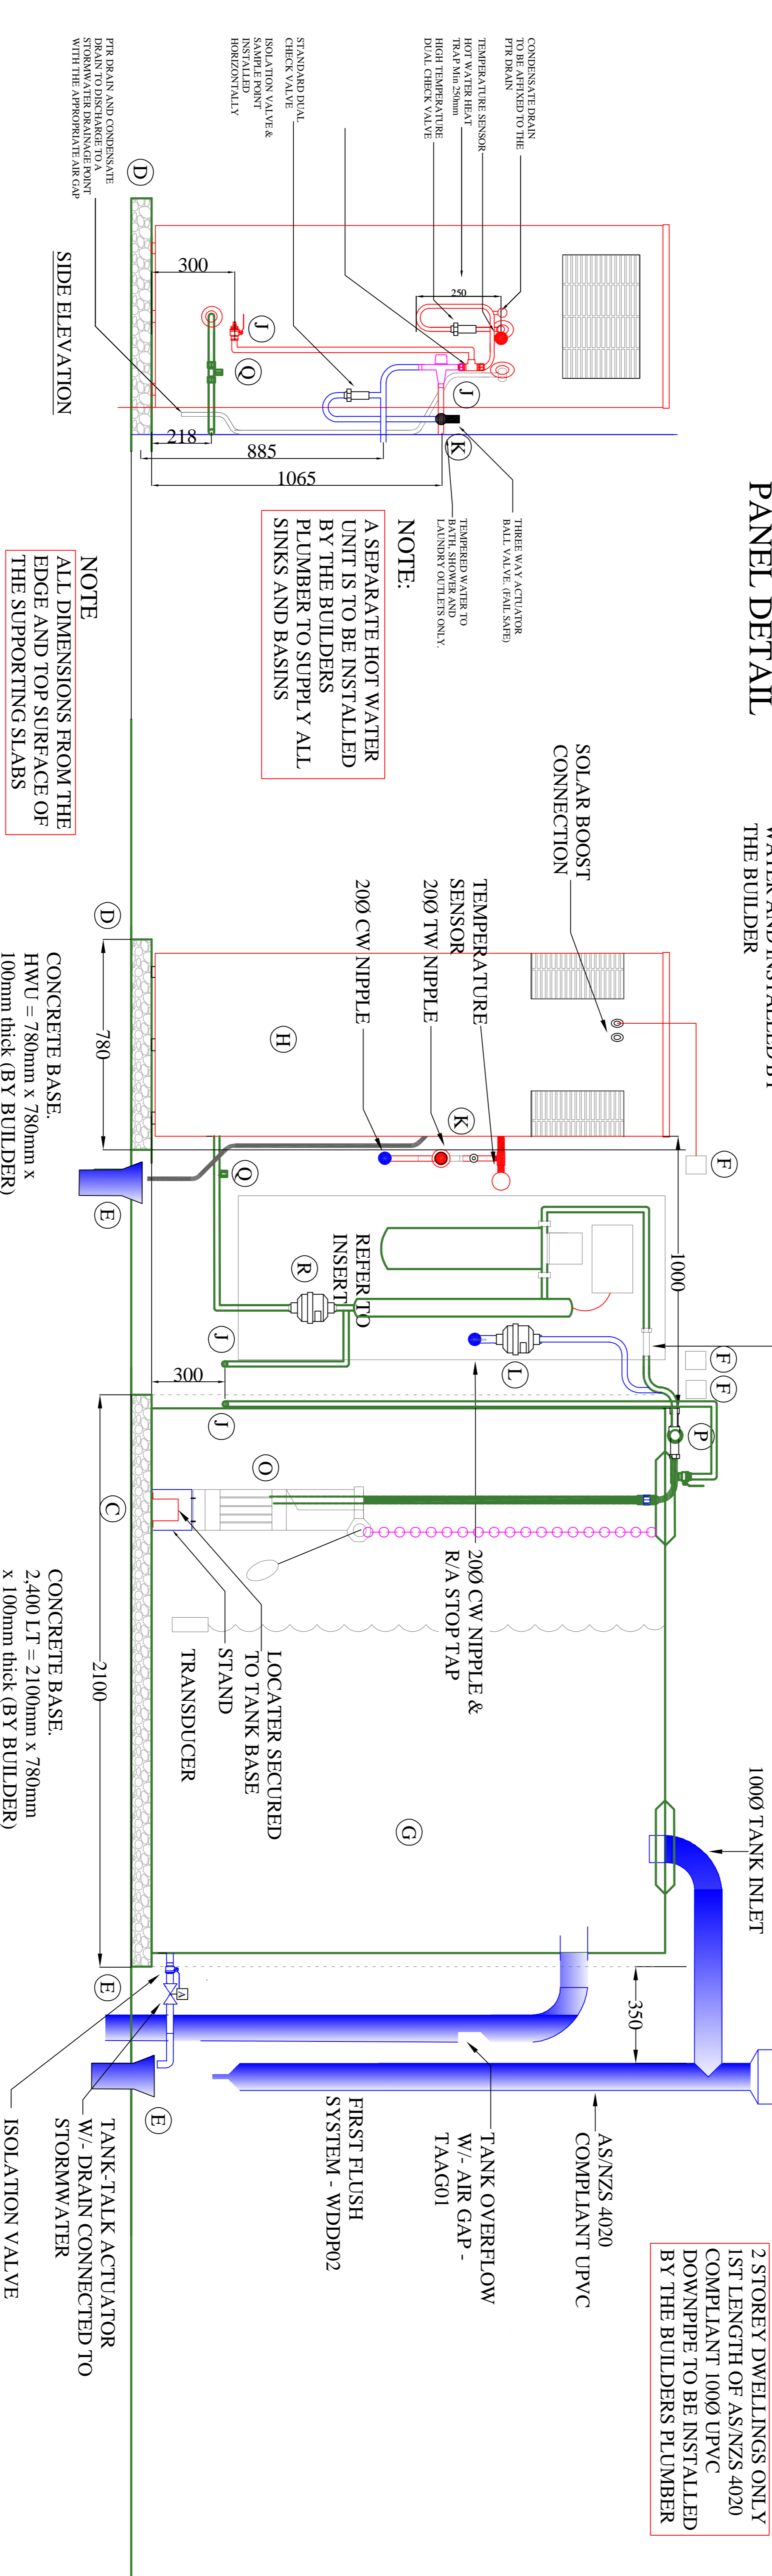 PANEL DETAIL
WATER AND INSTALLED BY
THE BUILDER
CONDENSATE DRAIN
TO BE AFFIXED TO THE
PTR DRAIN
TEMPERATURE SENSOR
HOT WATER HEAT
TRAP Min 250mm
HIGH TEMPERATURE
DUAL CHECK VALVE
STANDARD DUAL
CHECK VALVE
ISOLATION VALVE &
SAMPLE POINT
INSTALLED
HORIZONTALLY
PTR DRAIN AND CONDENSATE
DRAIN TO DISCHARGE TO A
STORMWATER DRAINAGE POINT
WITH THE APPROPRIATE AIR GAP
D
SIDE ELEVATION
300
250
J
Q
J
K
218
885
1065
THREE WAY ACTUATOR
BALL VALVE. (FAIL SAFE)
TEMPERED WATER TO
BATH, SHOWER AND
LAUNDRY OUTLETS ONLY.
NOTE:
A SEPARATE HOT WATER
UNIT IS TO BE INSTALLED
BY THE BUILDERS
PLUMBER TO SUPPLY ALL
SINKS AND BASINS
NOTE
ALL DIMENSIONS FROM THE
EDGE AND TOP SURFACE OF
THE SUPPORTING SLABS
SOLAR BOOST
CONNECTION
TEMPERATURE
SENSOR
20Ø TW NIPPLE
20Ø CW NIPPLE
H
D
780
CONCRETE BASE.
HWU = 780mm x 780mm x
100mm thick (BY BUILDER)
K
Q
E
F
1000
REFER TO
INSERT
R
J
L
F
F
300
J
P
O
C
20Ø CW NIPPLE &
R/A STOP TAP
LOCATER SECURED
TO TANK BASE
STAND
TRANSDUCER
2100
CONCRETE BASE.
2,400 LT = 2100mm x 780mm
x 100mm thick (BY BUILDER)
G
100Ø TANK INLET
350
E
A
E
AS/NZS 4020
COMPLIANT UPVC
TANK OVERFLOW
W/- AIR GAP -
TAAG01
FIRST FLUSH
SYSTEM - WDDP02
TANK-TALK ACTUATOR
W/- DRAIN CONNECTED TO
STORMWATER
ISOLATION VALVE
2 STOREY DWELLINGS ONLY
1ST LENGTH OF AS/NZS 4020
COMPLIANT 100Ø UPVC
DOWNPIPE TO BE INSTALLED
BY THE BUILDERS PLUMBER